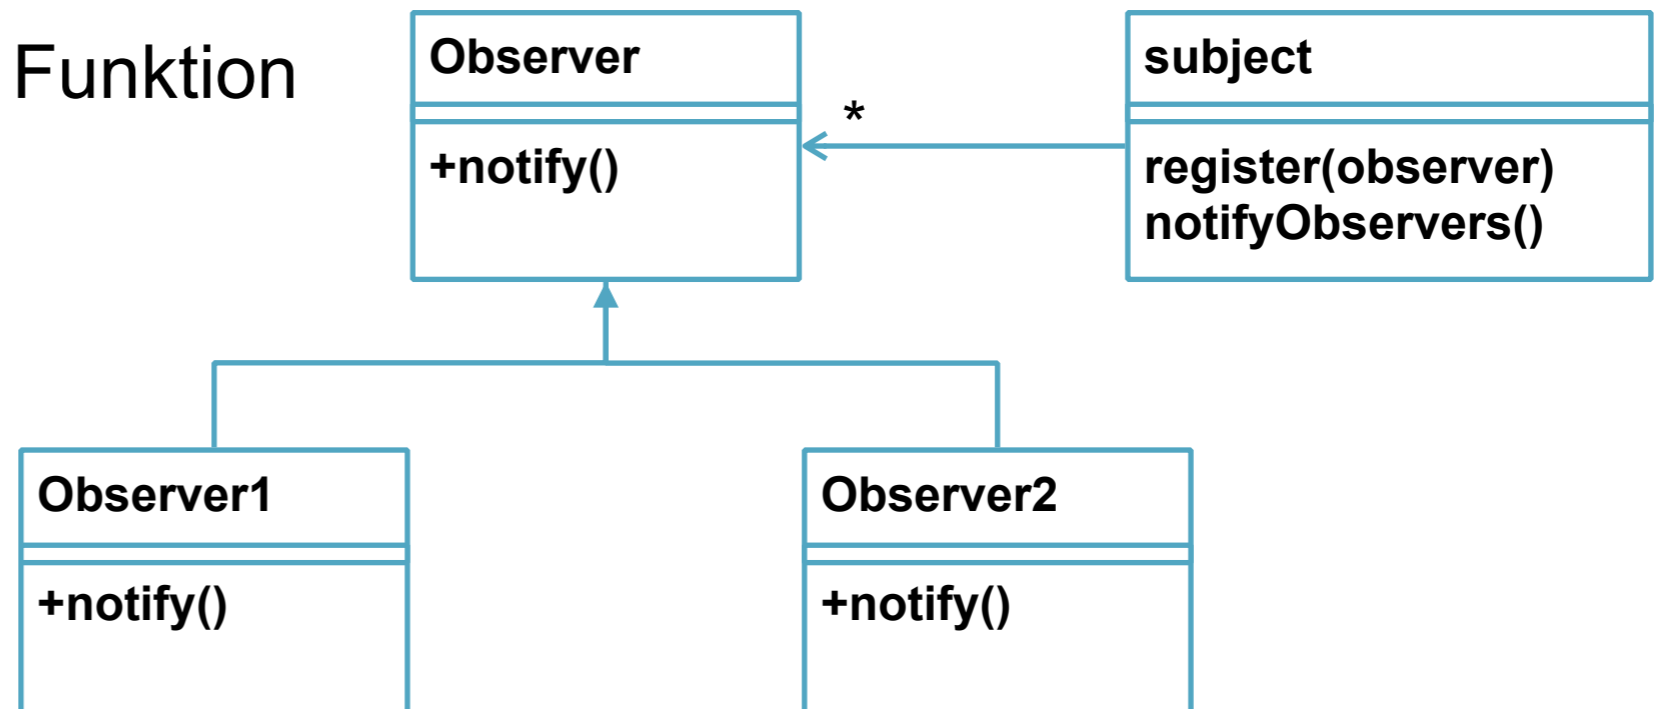 Funktion
Observer
+notify()
*
subject
register(observer)
notifyObservers()
Observer1
+notify()
Observer2
+notify()